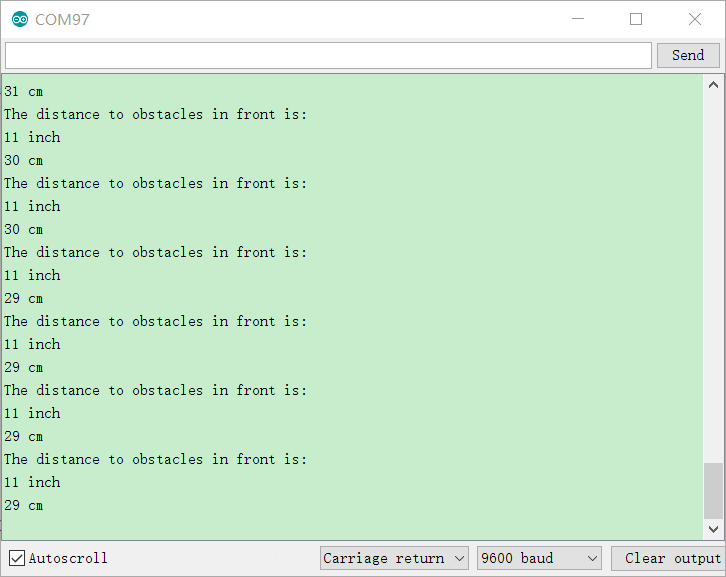 COM97
Send
31 cm
The distance to obstacles in front is:
11 inch
30 cm
The distance to obstacles in front is:
11 inch
30 cm
The distance to obstacles in front is:
11 inch
29 cm
The distance to obstacles in front is:
11 inch
29 cm
The distance to obstacles in front is:
11 inch
29 cm
The distance to obstacles in front is:
11 inch
29 cm
Autoscroll Carriage return 9600 baud Clear output